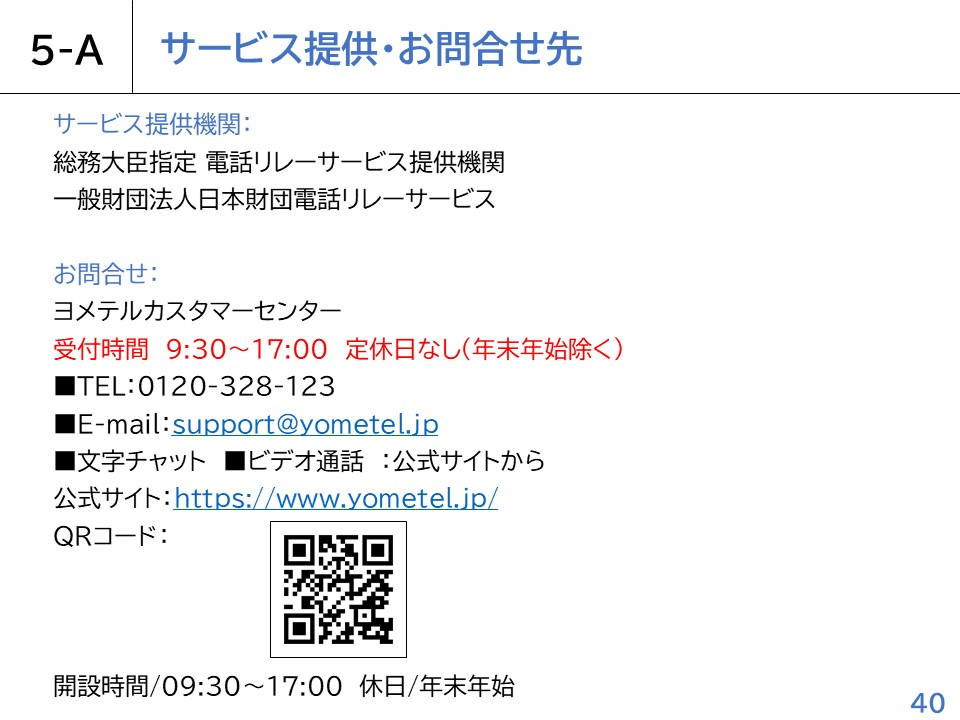 5-A
サービス提供・お問合せ先
サービス提供機関：
総務大臣指定 電話リレーサービス提供機関
一般財団法人日本財団電話リレーサービス
お問合せ：
ヨメテルカスタマーセンター
受付時間　9:30～17:00　定休日なし（年末年始除く）
■TEL：0120-328-123
■E-mail：support@yometel.jp
■文字チャット　■ビデオ通話　：公式サイトから
公式サイト：https://www.yometel.jp/
QRコード：
開設時間/09:30～17:00　休日/年末年始
40